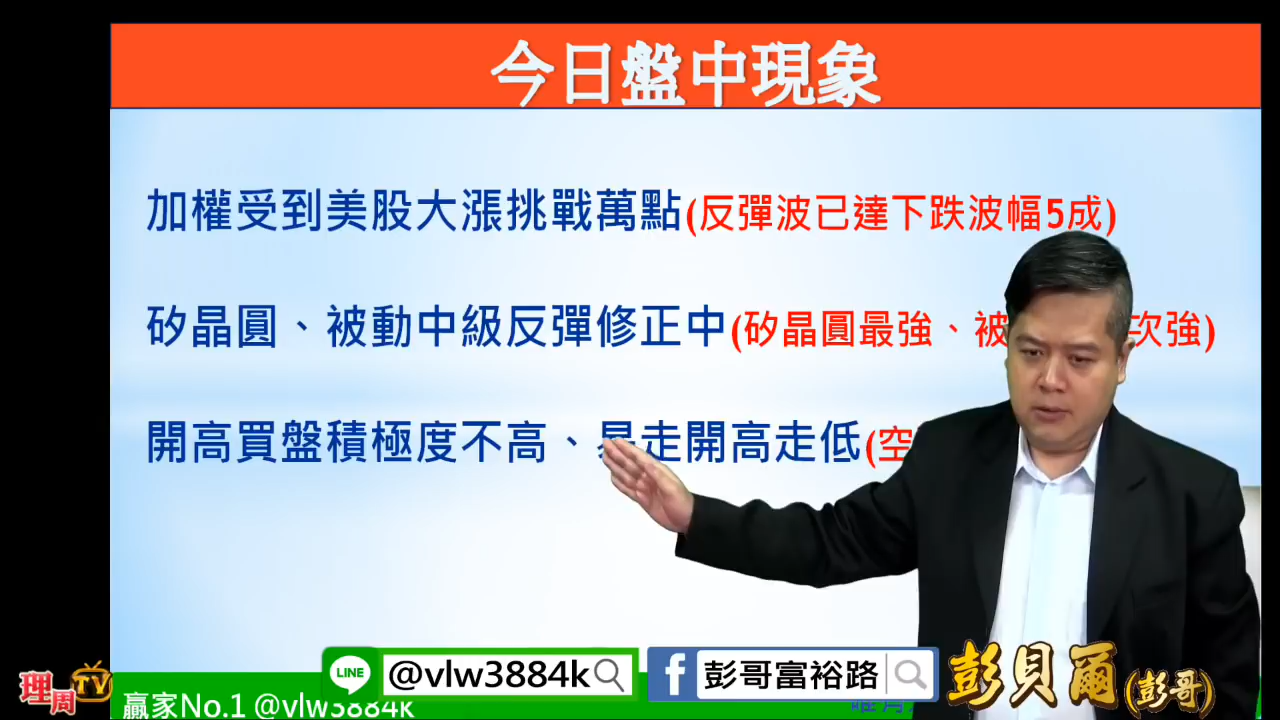 今日盤中現象
加權受到美股大漲挑戰萬點(反彈波已達下跌波幅5成)
矽晶圓、被動中級反彈修正中(矽晶圓最強、被 次強)
開高買盤積極度不高、易走開高走低(空
LINE @vlw3884k
f 彭哥富裕路
彭貝爾(彭哥)
理周TV
贏家No.1 @vlw3884k